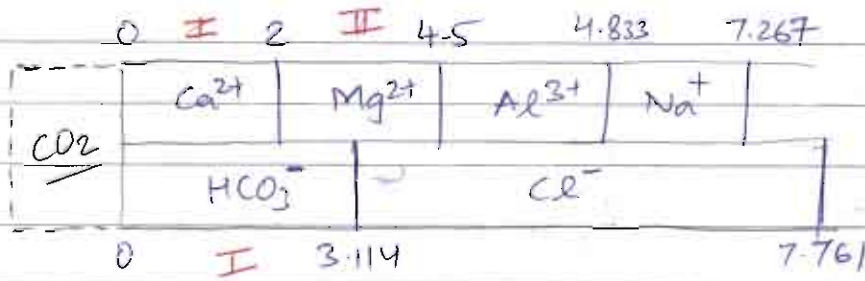 0 I 2 II 4.5 4.833 7.267
Ca²⁺ Mg²⁺ Al³⁺ Na⁺
CO2
HCO₃⁻ Cl⁻
0 I 3.114 7.761